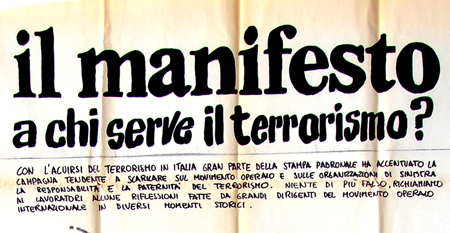 il manifesto
a chi serve il terrorismo?
CON L'ACUIRSI DEL TERRORISMO IN ITALIA GRAN PARTE DELLA STAMPA PADRONALE HA ACCENTUATO LA
CAMPAGNA TENDENTE A SCARICARE SUL MOVIMENTO OPERAIO E SULLE ORGANIZZAZIONI DI SINISTRA
LA RESPONSABILITÀ E LA PATERNITA' DEL TERRORISMO. NIENTE DI PIÙ FALSO, RICHIAMIAMO
AI LAVORATORI ALCUNE RIFLESSIONI FATTE DA GRANDI DIRIGENTI DEL MOVIMENTO OPERAIO
INTERNAZIONALE IN DIVERSI MOMENTI STORICI.